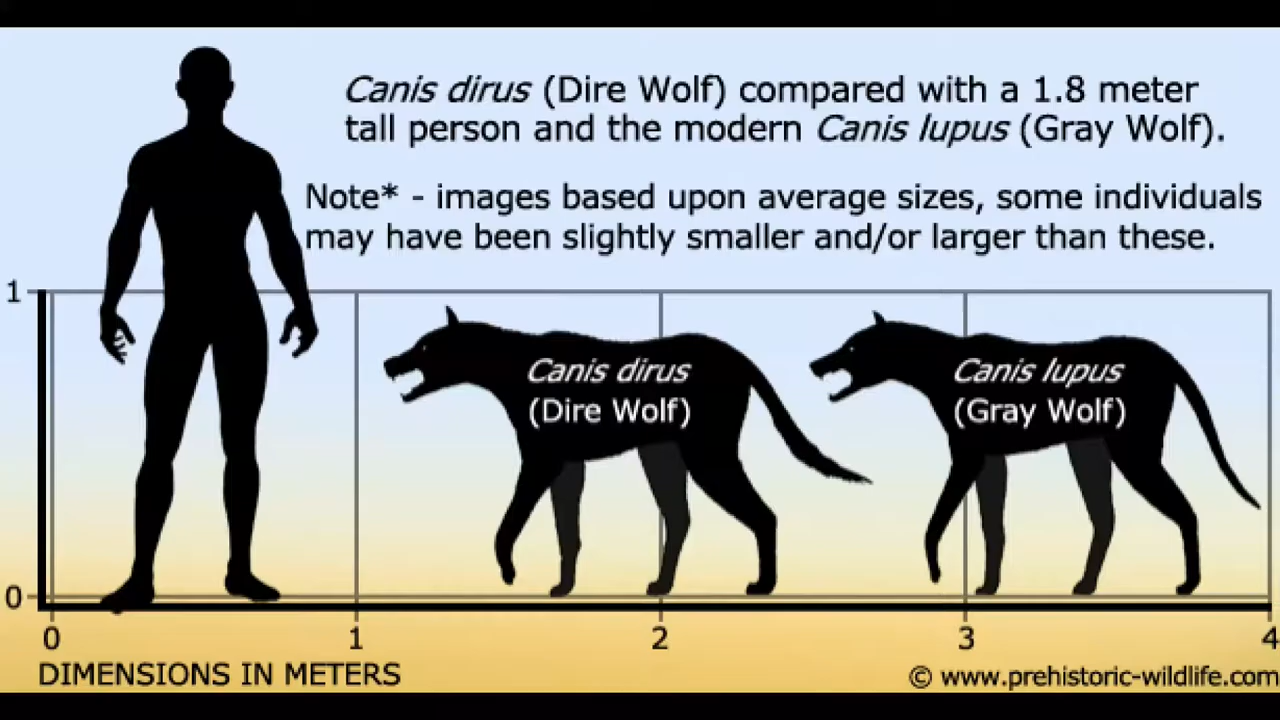 Canis dirus (Dire Wolf) compared with a 1.8 meter
tall person and the modern Canis lupus (Gray Wolf).
Note* - images based upon average sizes, some individuals
may have been slightly smaller and/or larger than these.
1
Canis dirus
(Dire Wolf)
Canis lupus
(Gray Wolf)
0
0 1 2 3 4
DIMENSIONS IN METERS
© www.prehistoric-wildlife.com